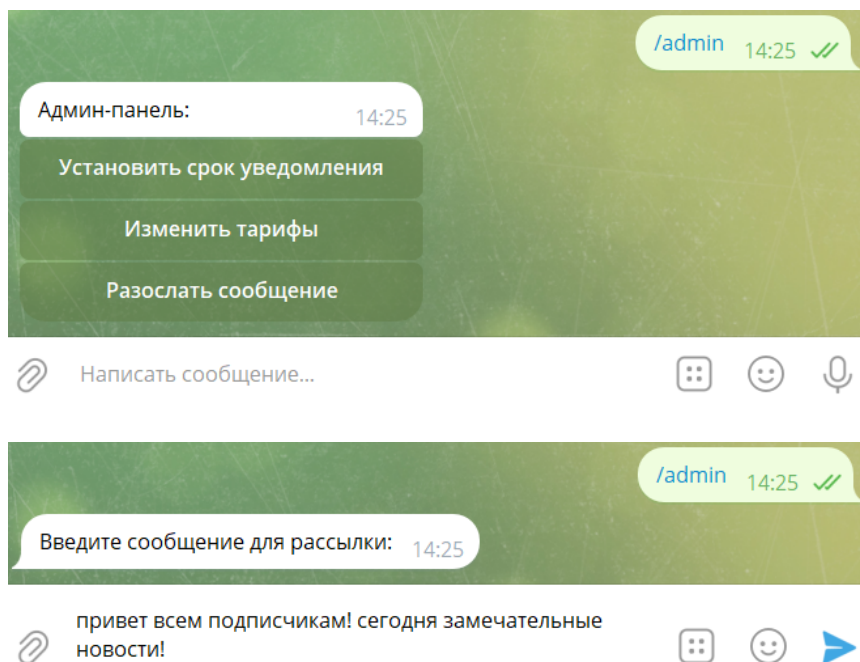 /admin 14:25
Админ-панель: 14:25
Установить срок уведомления
Изменить тарифы
Разослать сообщение
Написать сообщение...
/admin 14:25
Введите сообщение для рассылки: 14:25
привет всем подписчикам! сегодня замечательные
новости!